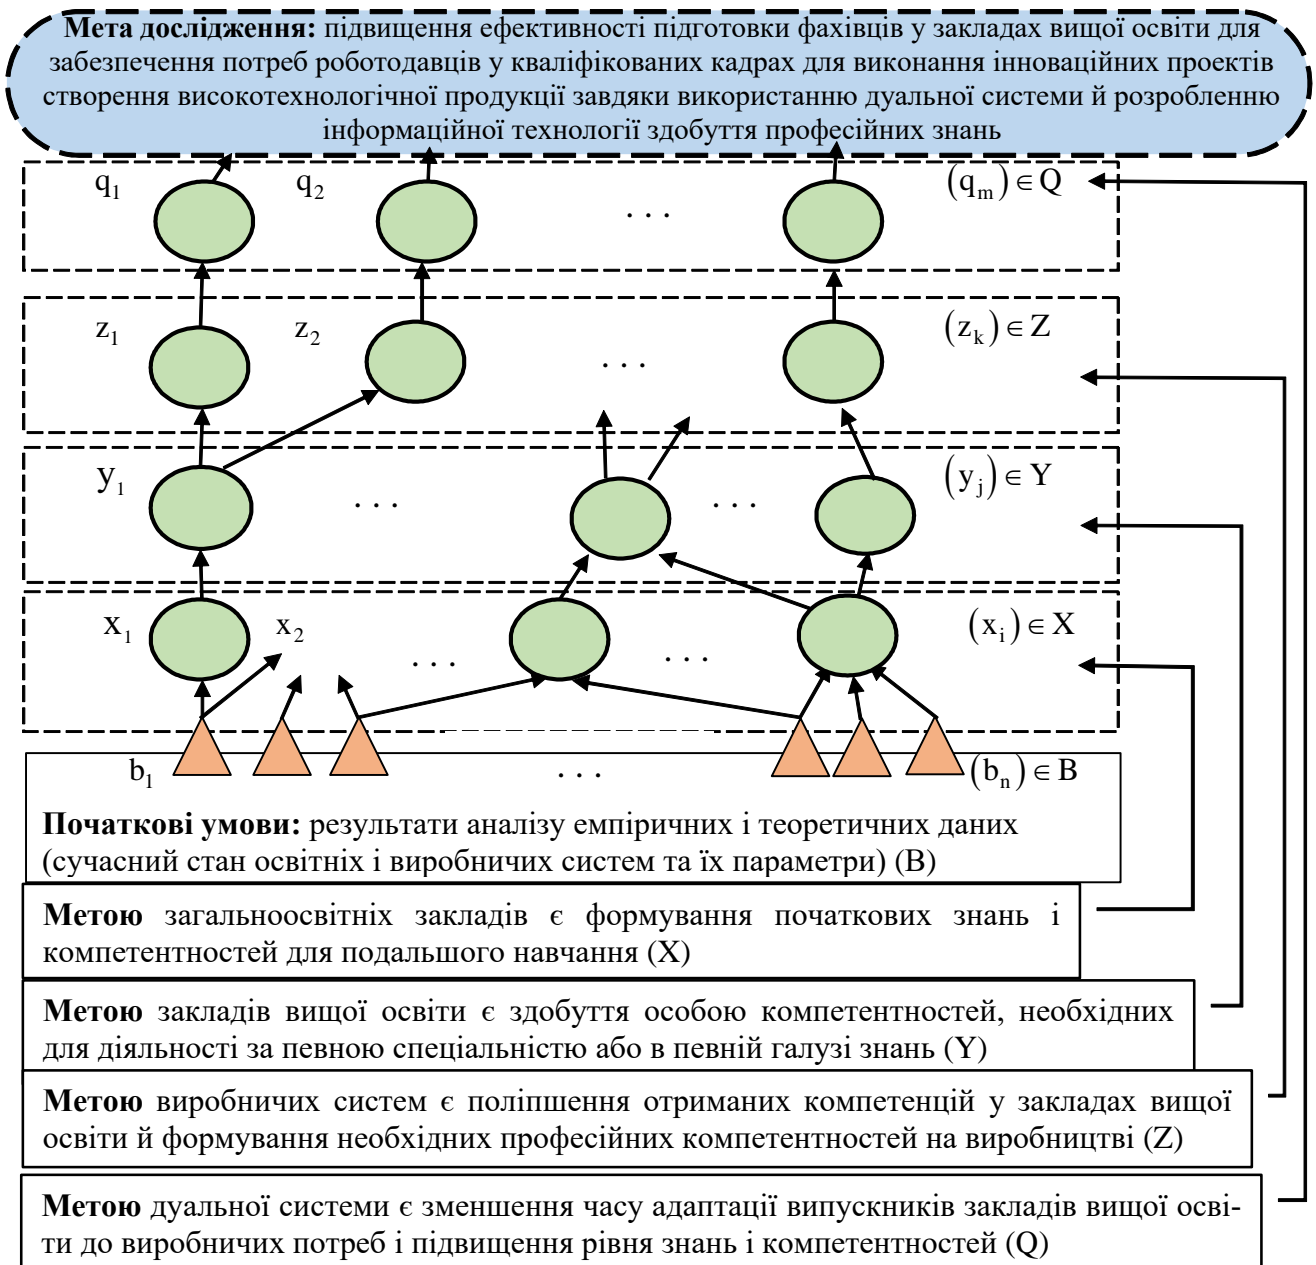 Мета дослідження: підвищення ефективності підготовки фахівців у закладах вищої освіти для
забезпечення потреб роботодавців у кваліфікованих кадрах для виконання інноваційних проектів
створення високотехнологічної продукції завдяки використанню дуальної системи й розробленню
інформаційної технології здобуття професійних знань
q₁ q₂ (qₘ) ∈ Q
. . .
z₁ z₂ (zₖ) ∈ Z
. . .
y₁ (yⱼ) ∈ Y
. . . . . .
x₁ x₂ (xᵢ) ∈ X
. . . . . .
b₁ . . . (bₙ) ∈ B
Початкові умови: результати аналізу емпіричних і теоретичних даних
(сучасний стан освітніх і виробничих систем та їх параметри) (В)
Метою загальноосвітніх закладів є формування початкових знань і
компетентностей для подальшого навчання (X)
Метою закладів вищої освіти є здобуття особою компетентностей, необхідних
для діяльності за певною спеціальністю або в певній галузі знань (Y)
Метою виробничих систем є поліпшення отриманих компетенцій у закладах вищої
освіти й формування необхідних професійних компетентностей на виробництві (Z)
Метою дуальної системи є зменшення часу адаптації випускників закладів вищої осві-
ти до виробничих потреб і підвищення рівня знань і компетентностей (Q)